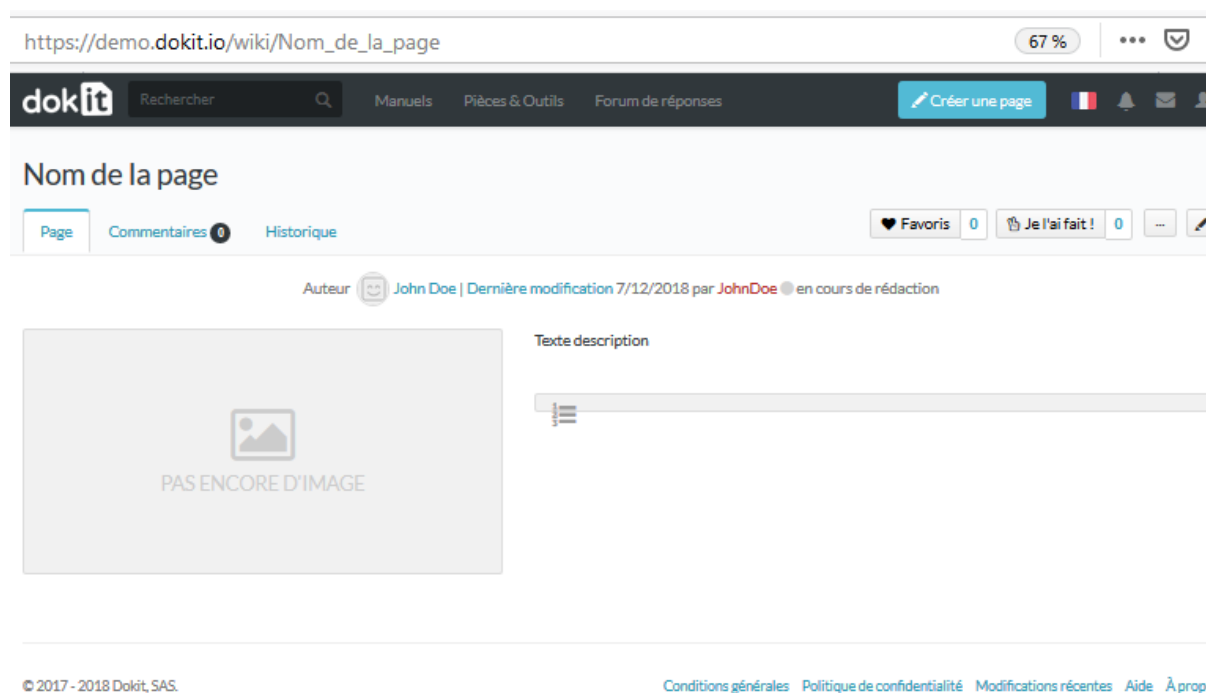 https://demo.dokit.io/wiki/Nom_de_la_page 67 %
dokit Rechercher Manuels Pièces & Outils Forum de réponses Créer une page
Nom de la page
Page Commentaires 0 Historique Favoris 0 Je l'ai fait ! 0 ...
Auteur John Doe | Dernière modification 7/12/2018 par JohnDoe en cours de rédaction
Texte description
PAS ENCORE D'IMAGE
© 2017 - 2018 Dokit, SAS. Conditions générales Politique de confidentialité Modifications récentes Aide À prop